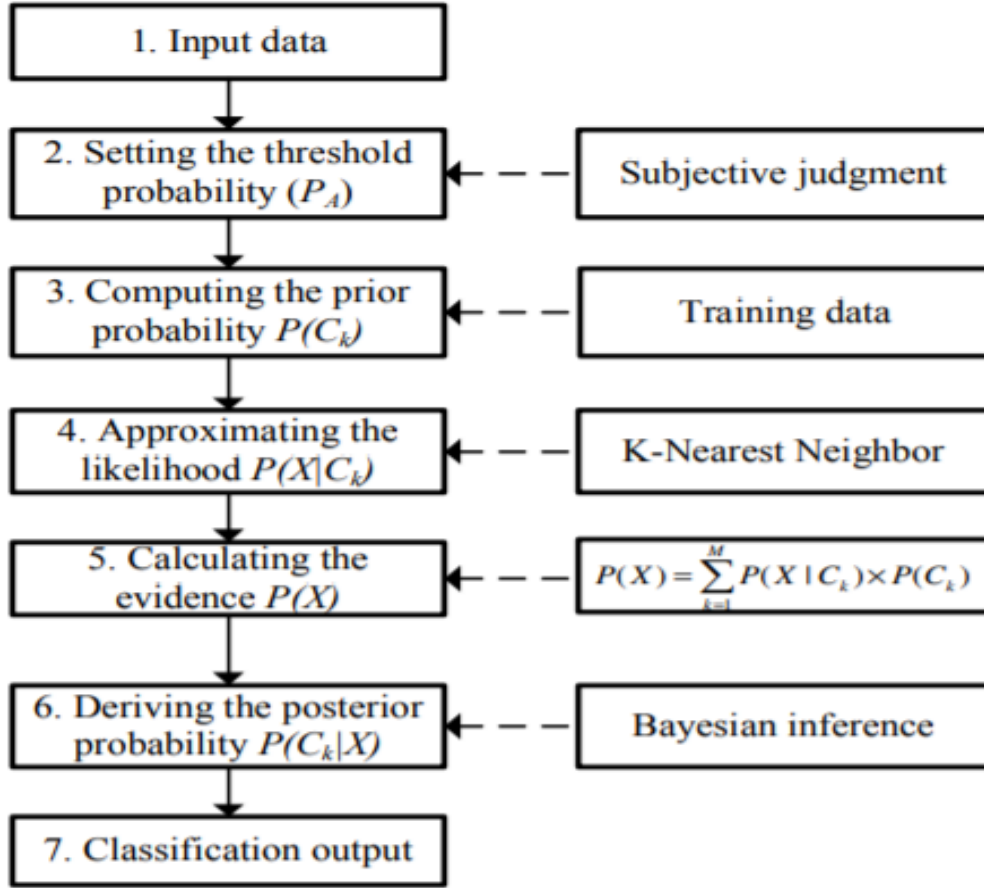 1. Input data
2. Setting the threshold
probability (P_A)
Subjective judgment
3. Computing the prior
probability P(C_k)
Training data
4. Approximating the
likelihood P(X|C_k)
K-Nearest Neighbor
5. Calculating the
evidence P(X)
P(X) = \sum_{k=1}^{M} P(X | C_k) × P(C_k)
6. Deriving the posterior
probability P(C_k|X)
Bayesian inference
7. Classification output